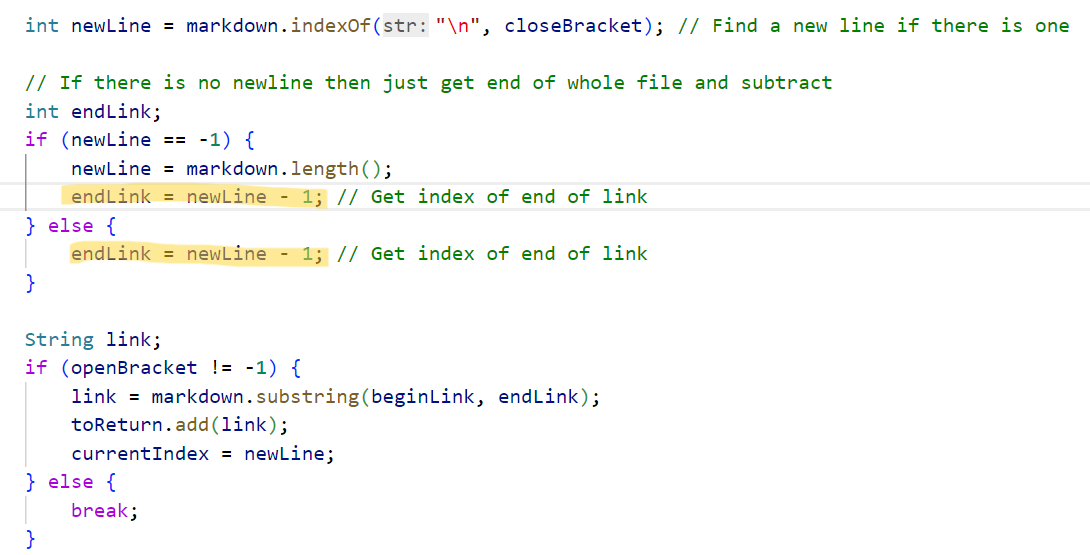 int newLine = markdown.indexOf(str: "\n", closeBracket); // Find a new line if there is one
// If there is no newline then just get end of whole file and subtract
int endLink;
if (newLine == -1) {
newLine = markdown.length();
endLink = newLine - 1; // Get index of end of link
} else {
endLink = newLine - 1; // Get index of end of link
}
String link;
if (openBracket != -1) {
link = markdown.substring(beginLink, endLink);
toReturn.add(link);
currentIndex = newLine;
} else {
break;
}